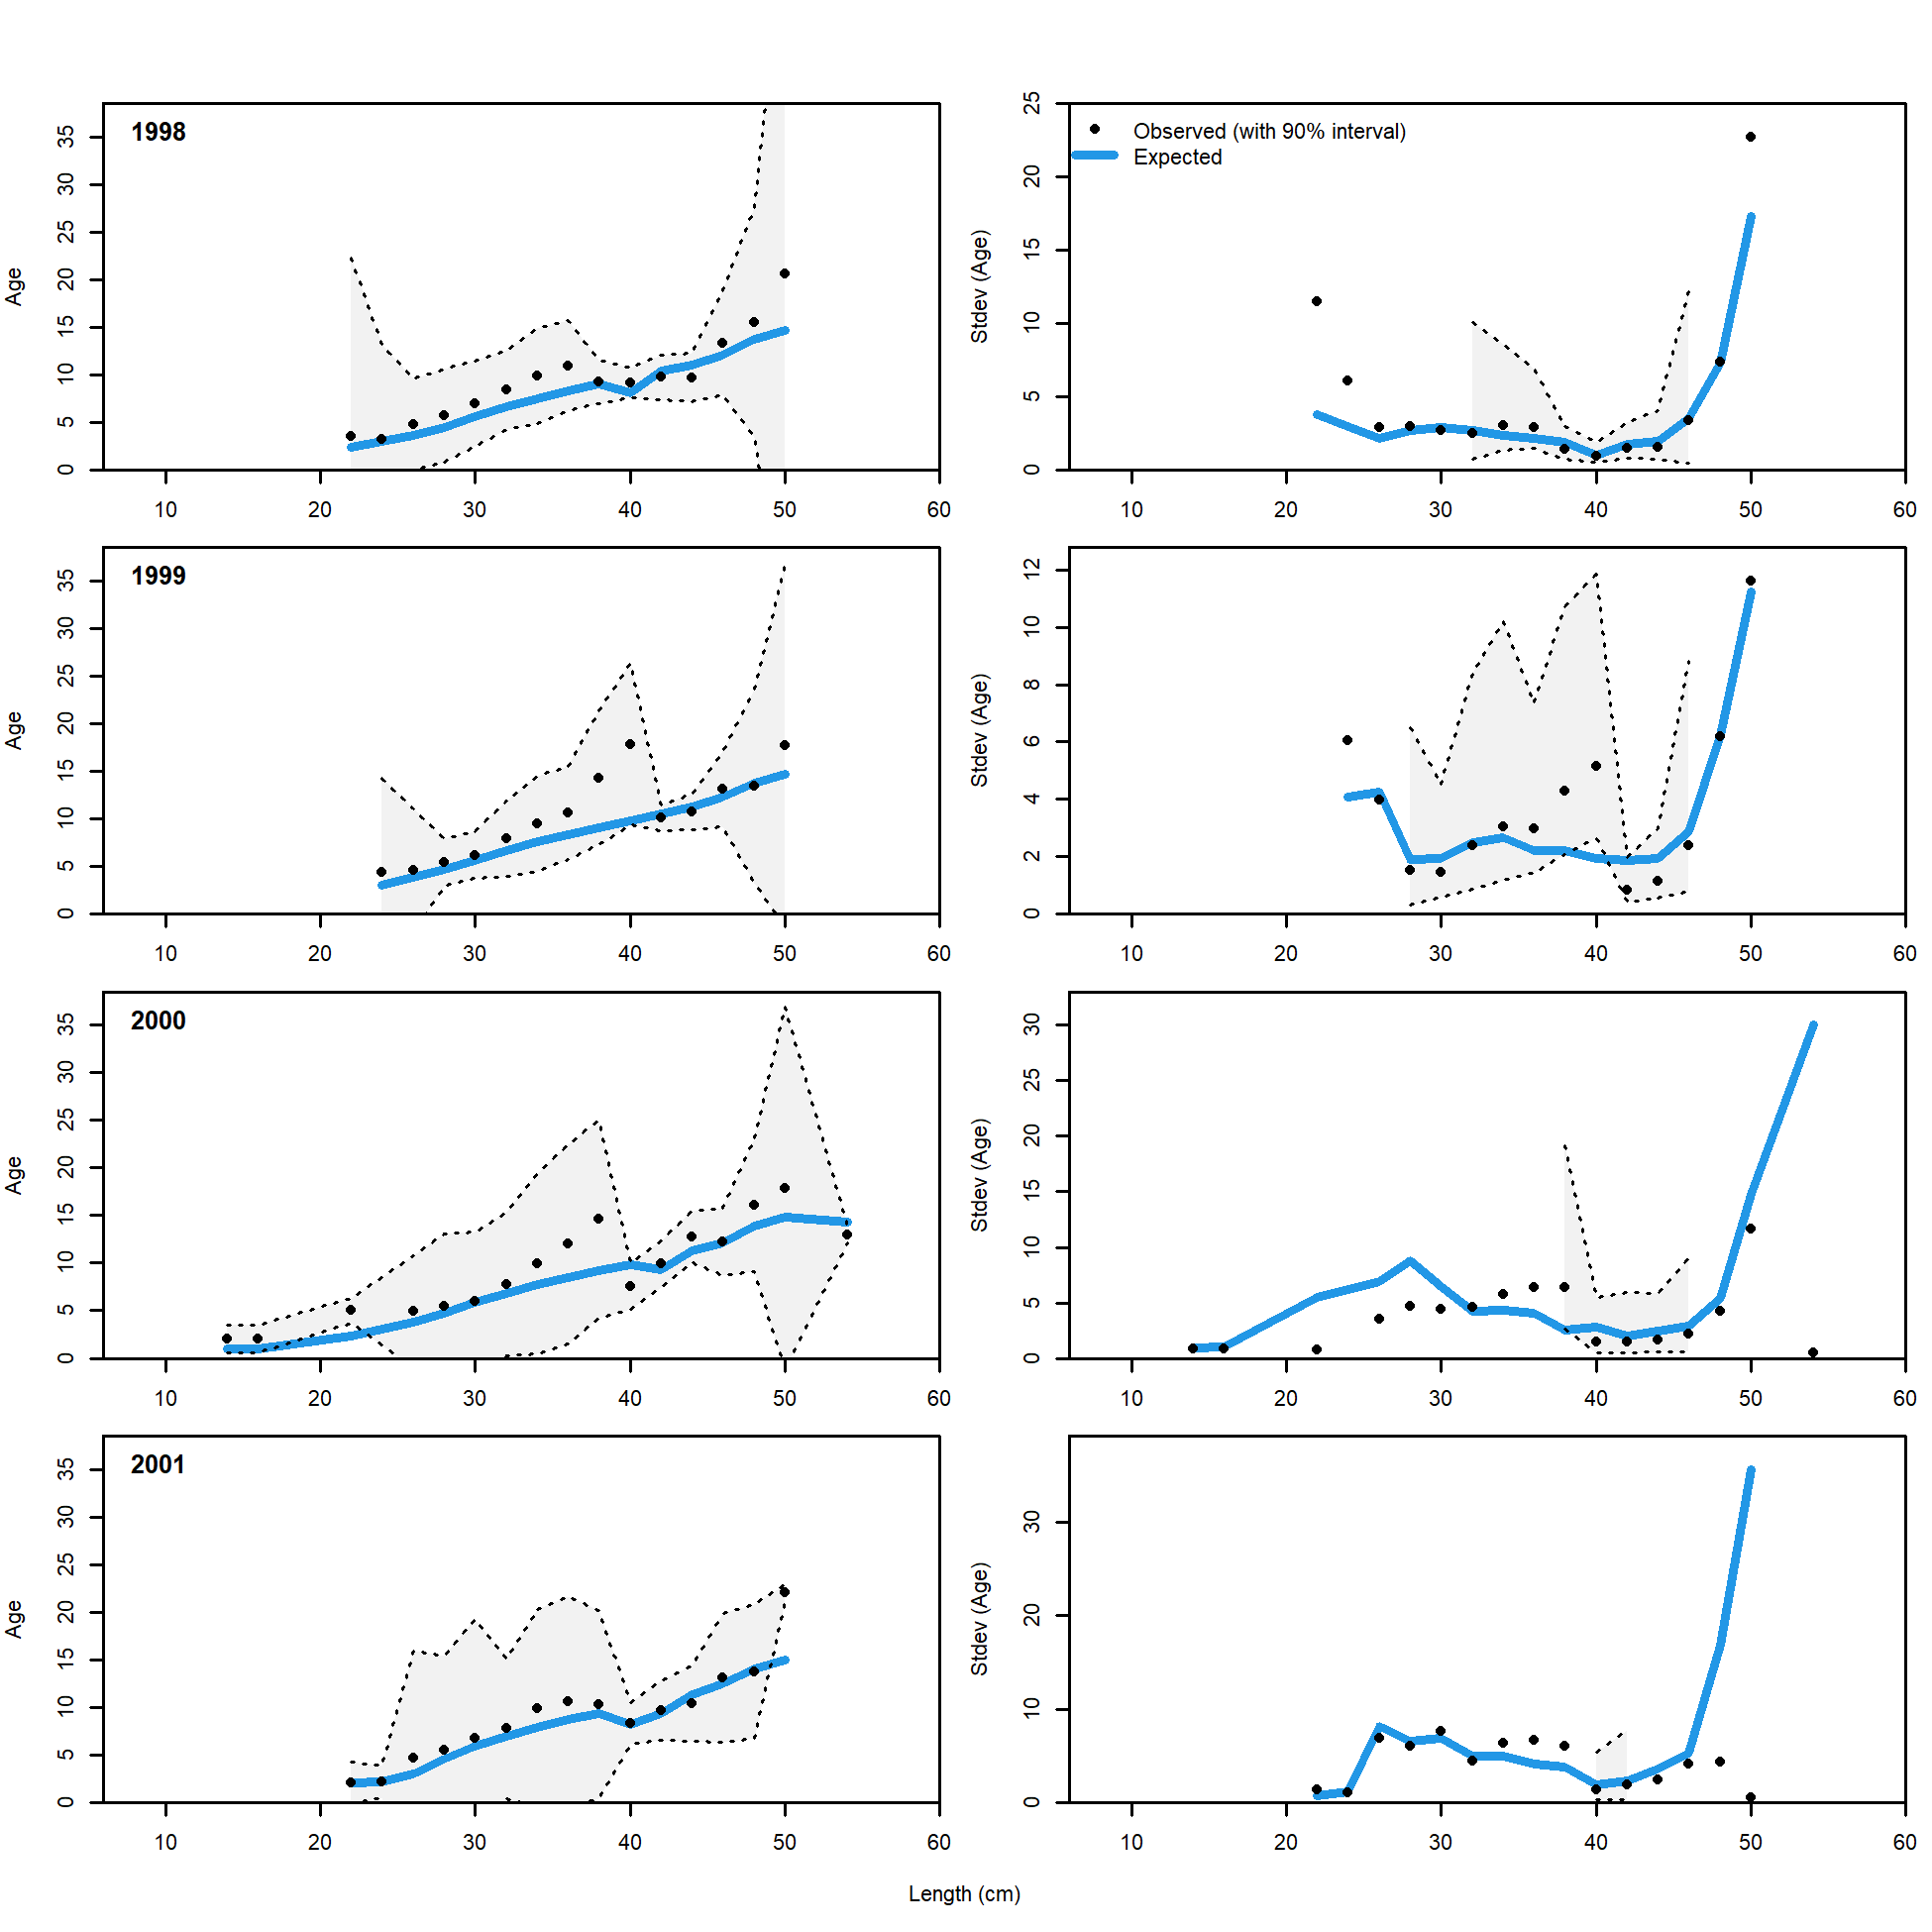 1998
Age
0 5 10 15 20 25 30 35
10 20 30 40 50 60
Observed (with 90% interval)
Expected
Stdev (Age)
0 5 10 15 20 25
10 20 30 40 50 60
1999
Age
0 5 10 15 20 25 30 35
10 20 30 40 50 60
Stdev (Age)
0 2 4 6 8 10 12
10 20 30 40 50 60
2000
Age
0 5 10 15 20 25 30 35
10 20 30 40 50 60
Stdev (Age)
0 5 10 15 20 25 30
10 20 30 40 50 60
2001
Age
0 5 10 15 20 25 30 35
10 20 30 40 50 60
Stdev (Age)
0 10 20 30
10 20 30 40 50 60
Length (cm)